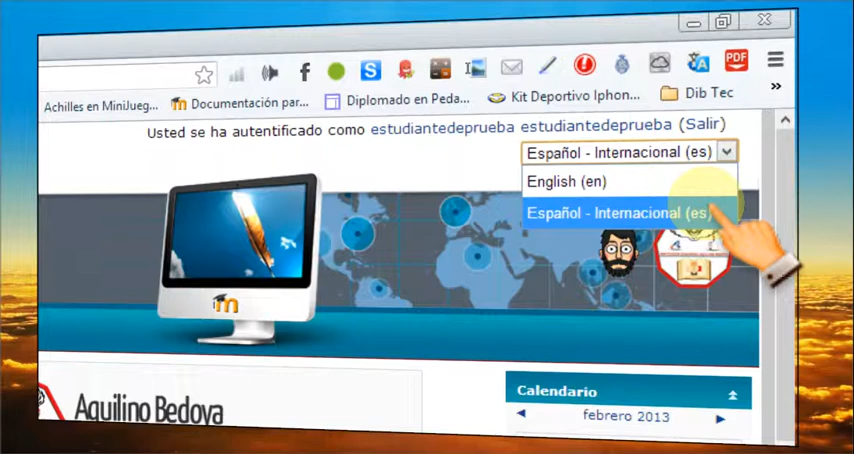 PDF
Achilles en MiniJueg...
Documentación par...
Diplomado en Peda...
Kit Deportivo Iphon...
Dib Tec
»
Usted se ha autentificado como estudiantedeprueba estudiantedeprueba (Salir)
Español - Internacional (es)
English (en)
Español - Internacional (es)
Aquilino Bedoya
Calendario
febrero 2013